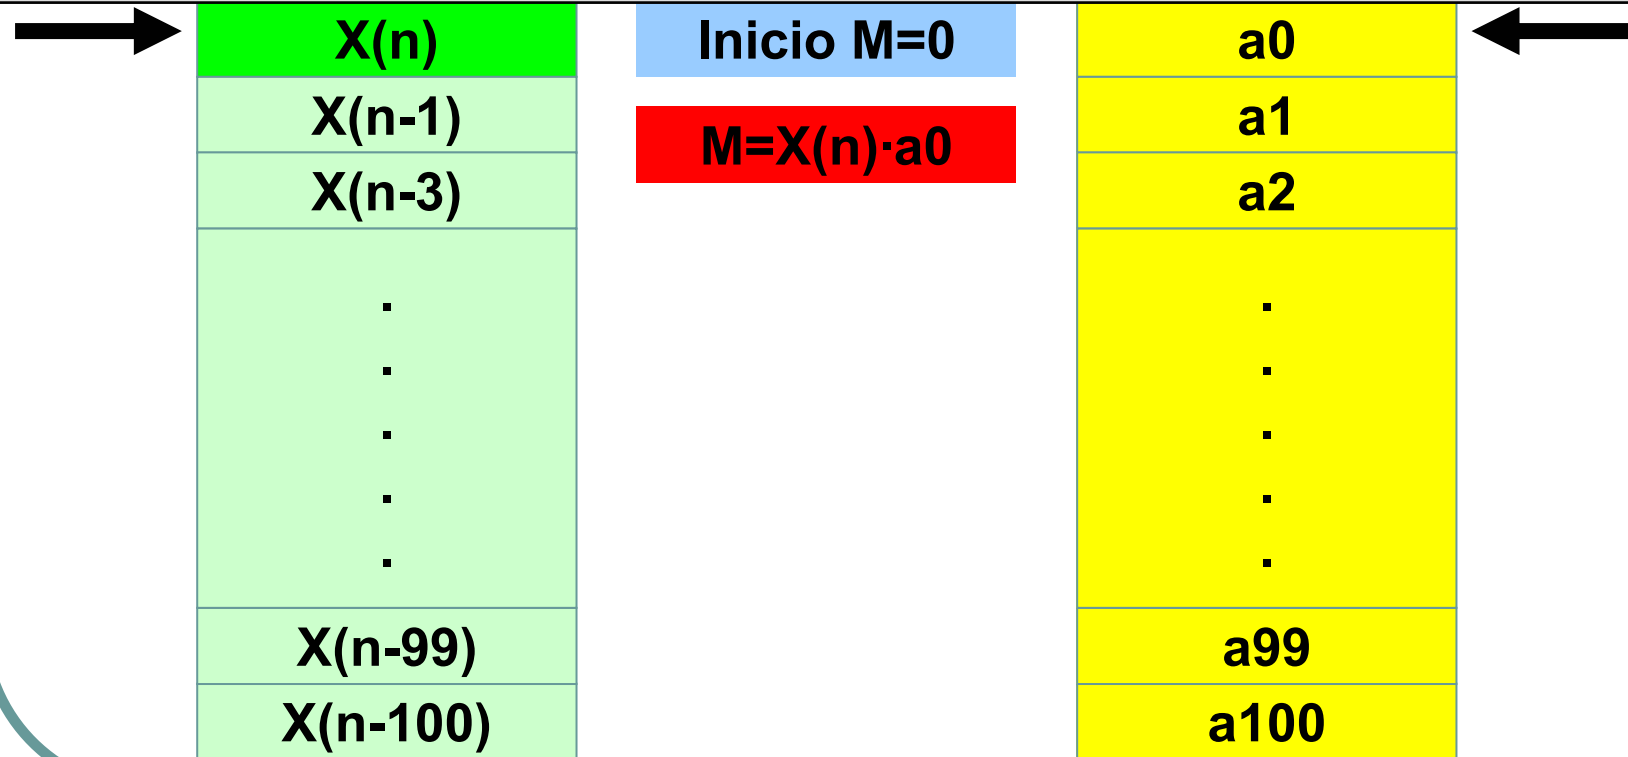 X(n)
Inicio M=0
a0
X(n-1)
a1
M=X(n)·a0
X(n-3)
a2
.
.
.
.
.
.
.
.
.
.
X(n-99)
a99
X(n-100)
a100